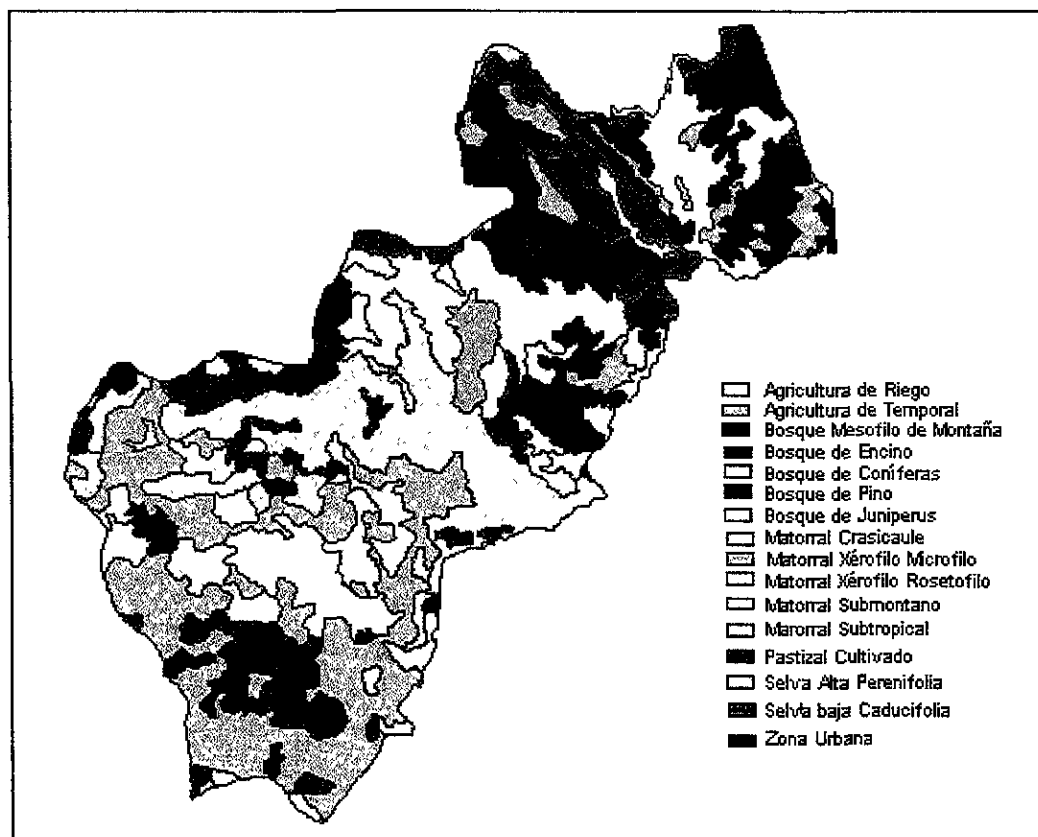 Agricultura de Riego
Agricultura de Temporal
Bosque Mesofilo de Montaña
Bosque de Encino
Bosque de Coníferas
Bosque de Pino
Bosque de Juniperus
Matorral Crasicaule
Matorral Xérofilo Microfilo
Matorral Xérofilo Rosetofilo
Matorral Submontano
Marorral Subtropical
Pastizal Cultivado
Selva Alta Perenifolia
Selva baja Caducifolia
Zona Urbana